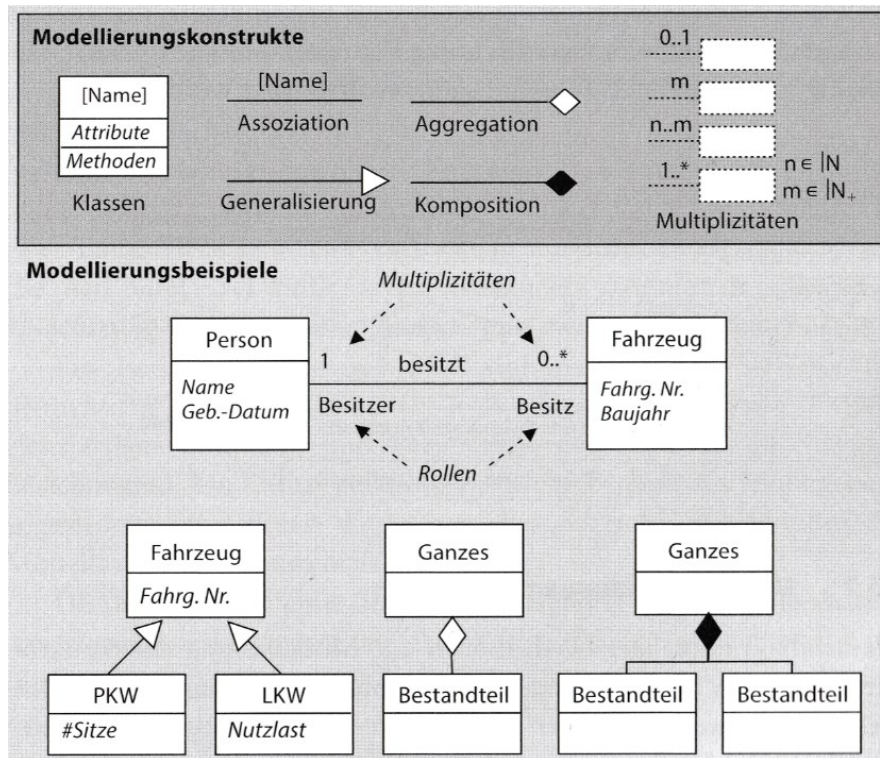 Modellierungskonstrukte
[Name]
Attribute
Methoden
Klassen
[Name]
Assoziation
Generalisierung
Aggregation
Komposition
0..1
m
n..m
1..*
n ∈ |N
m ∈ |N+
Multiplizitäten
Modellierungsbeispiele
Multiplizitäten
Person
Name
Geb.-Datum
1
besitzt
0..*
Besitzer
Besitz
Fahrzeug
Fahrg. Nr.
Baujahr
Rollen
Fahrzeug
Fahrg. Nr.
PKW
#Sitze
LKW
Nutzlast
Ganzes
Bestandteil
Ganzes
Bestandteil
Bestandteil